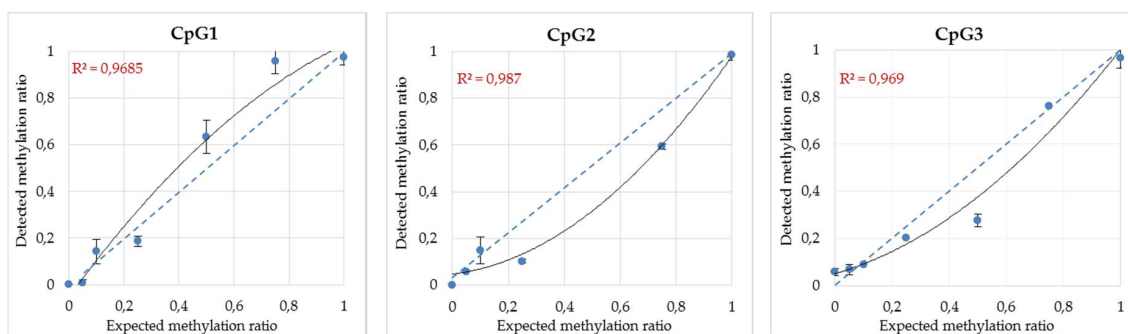 CpG1
R² = 0,9685
Detected methylation ratio
1
0,8
0,6
0,4
0,2
0
0 0,2 0,4 0,6 0,8 1
Expected methylation ratio
CpG2
R² = 0,987
Detected methylation ratio
1
0,8
0,6
0,4
0,2
0
0 0,2 0,4 0,6 0,8 1
Expected methylation ratio
CpG3
R² = 0,969
Detected methylation ratio
1
0,8
0,6
0,4
0,2
0
0 0,2 0,4 0,6 0,8 1
Expected methylation ratio